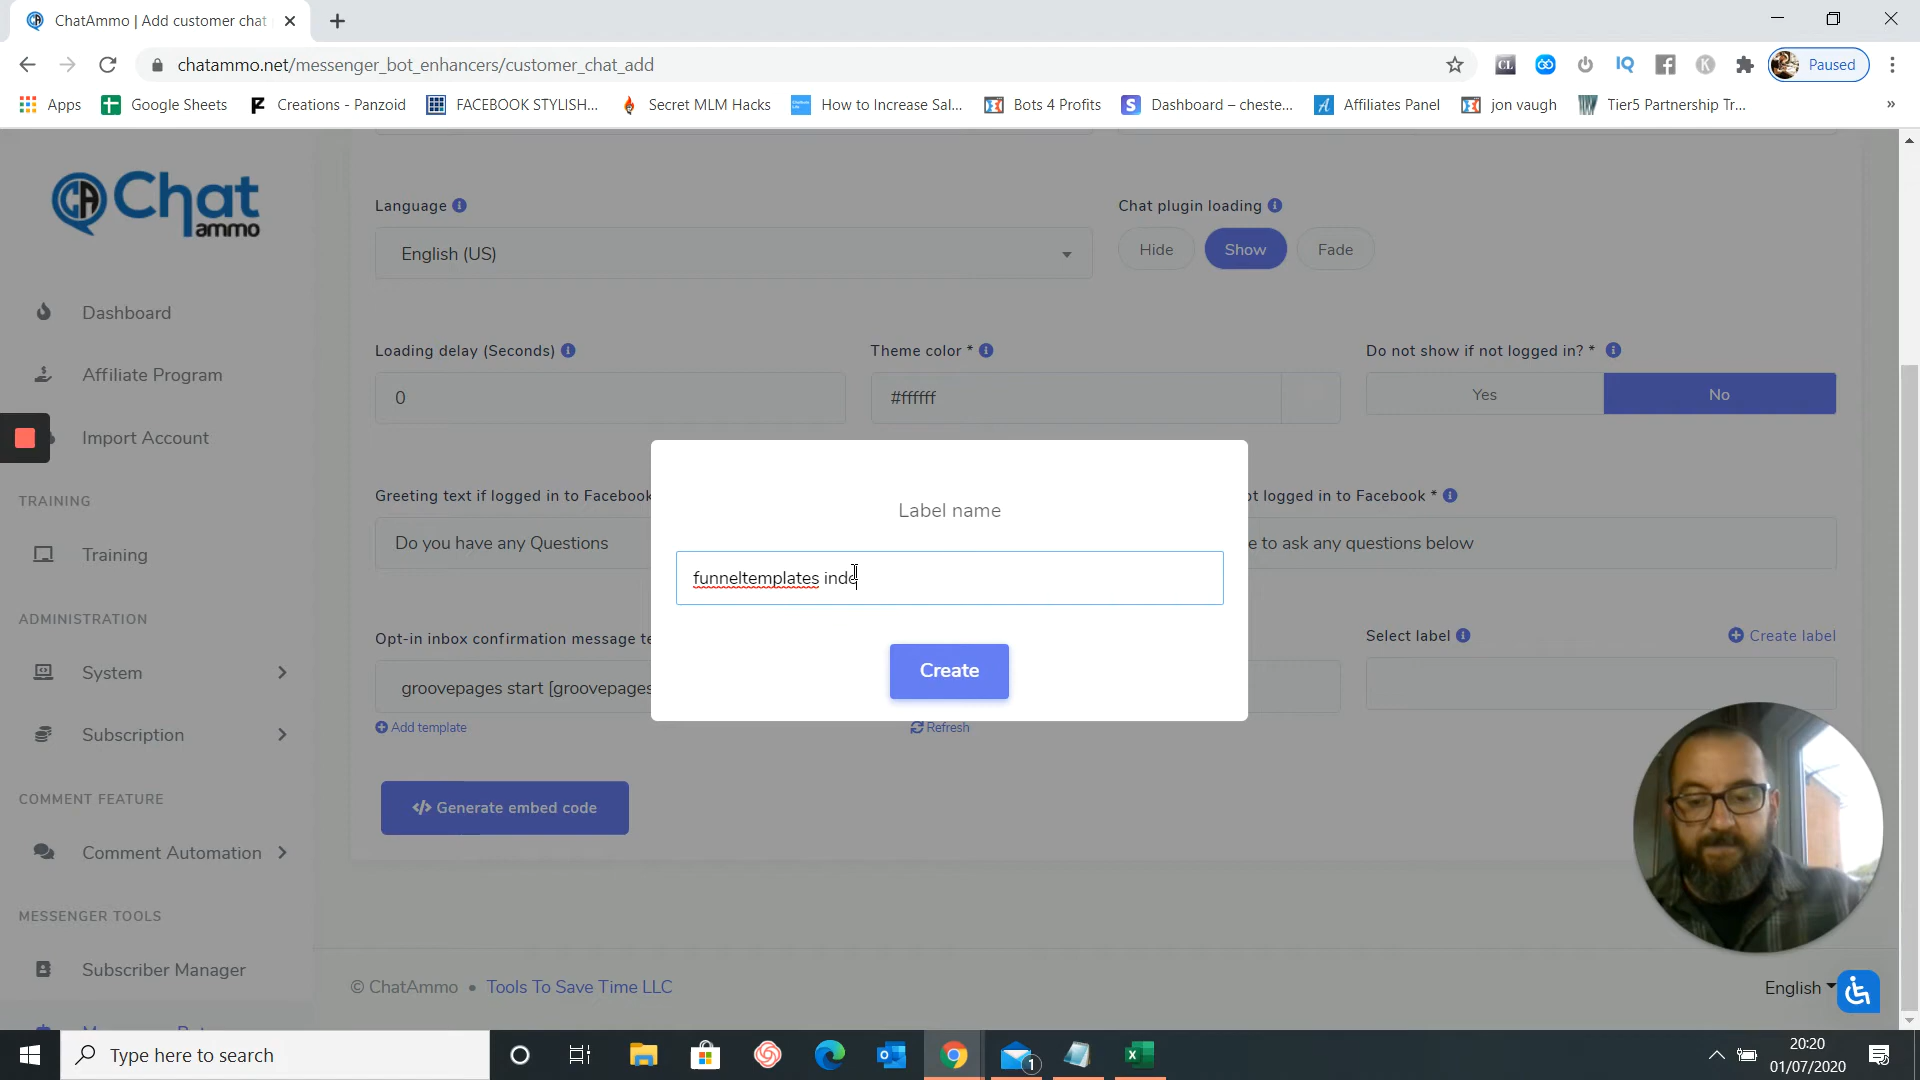 ChatAmmo | Add customer chat
chatammo.net/messenger_bot_enhancers/customer_chat_add
CL
IQ
K
Paused
Apps
Google Sheets
Creations - Panzoid
FACEBOOK STYLISH...
Secret MLM Hacks
How to Increase Sal...
Bots 4 Profits
Dashboard – cheste...
Affiliates Panel
jon vaugh
Tier5 Partnership Tr...
»
CA Chat
ammo
Dashboard
Affiliate Program
Import Account
TRAINING
Training
ADMINISTRATION
System
Subscription
COMMENT FEATURE
Comment Automation
MESSENGER TOOLS
Subscriber Manager
Language
English (US)
Chat plugin loading
Hide
Show
Fade
Loading delay (Seconds)
0
Theme color *
#ffffff
Do not show if not logged in? *
Yes
No
Greeting text if logged in to Facebook
Do you have any Questions
ot logged in to Facebook *
e to ask any questions below
Label name
funneltemplates inde
Create
Opt-in inbox confirmation message te
groovepages start [groovepages
Add template
Refresh
Select label
Create label
</> Generate embed code
© ChatAmmo • Tools To Save Time LLC
English
Type here to search
1
20:20
01/07/2020